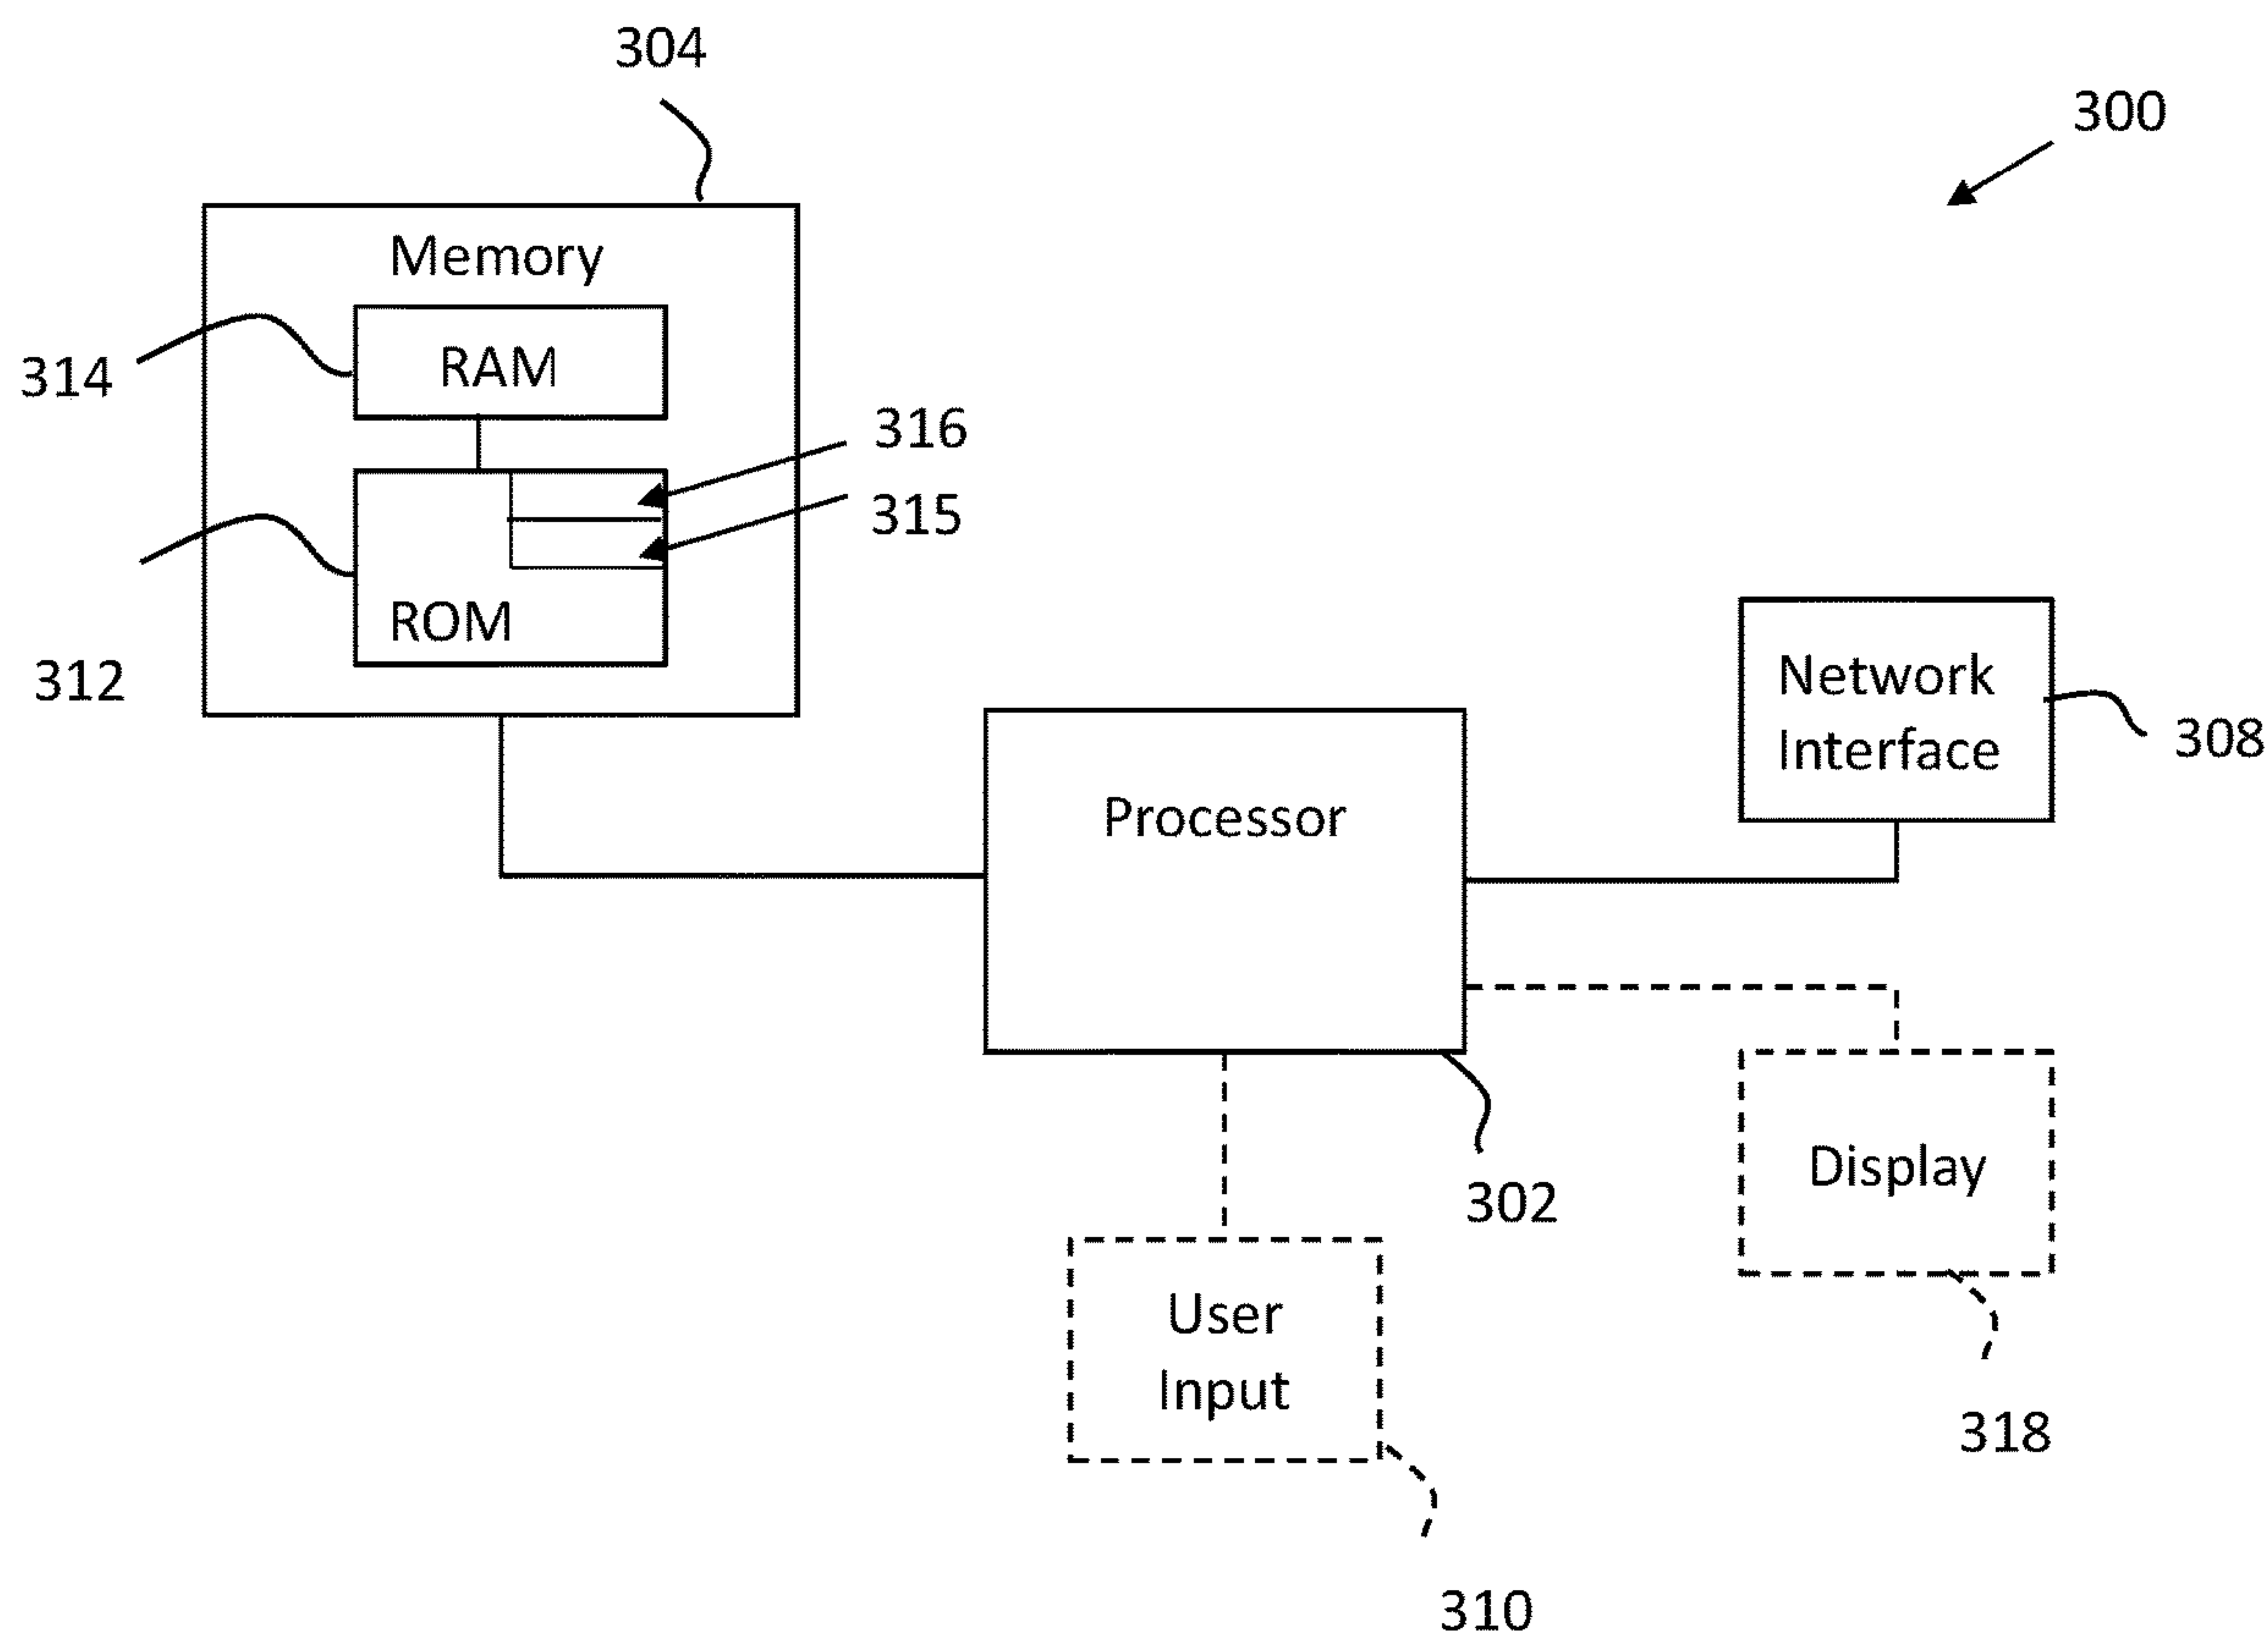 304
300
Memory
RAM
314
316
315
ROM
312
Network
Interface
308
Processor
302
Display
User
Input
318
310